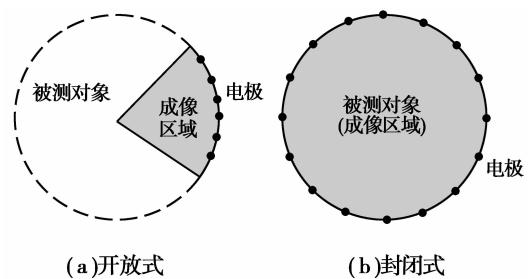 被测对象
成像
区域
电极
(a)开放式
被测对象
(成像区域)
电极
(b)封闭式